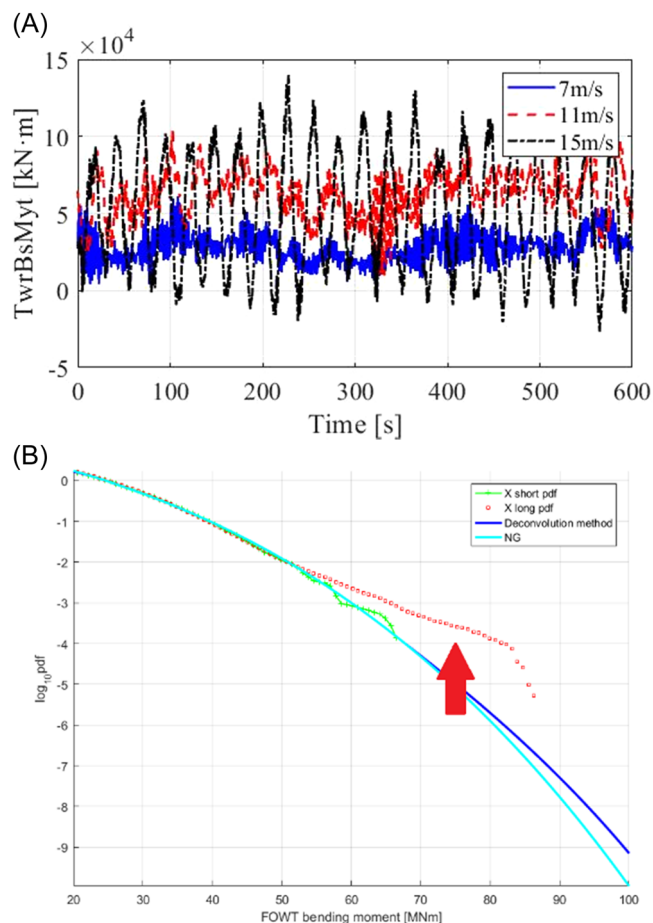 (A)
×10⁴
15
10
5
0
-5
TwrBsMyt [kN·m]
7m/s
11m/s
15m/s
0 100 200 300 400 500 600
Time [s]
(B)
0
-1
-2
-3
-4
-5
-6
-7
-8
-9
log₁₀pdf
X short pdf
X long pdf
Deconvolution method
NG
20 30 40 50 60 70 80 90 100
FOWT bending moment [MNm]